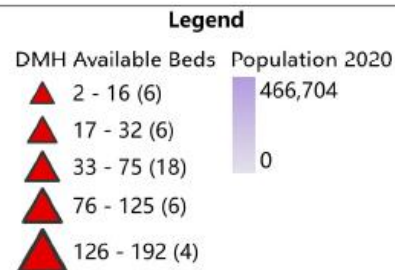 Legend
DMH Available Beds
2 - 16 (6)
17 - 32 (6)
33 - 75 (18)
76 - 125 (6)
126 - 192 (4)
Population 2020
466,704
0